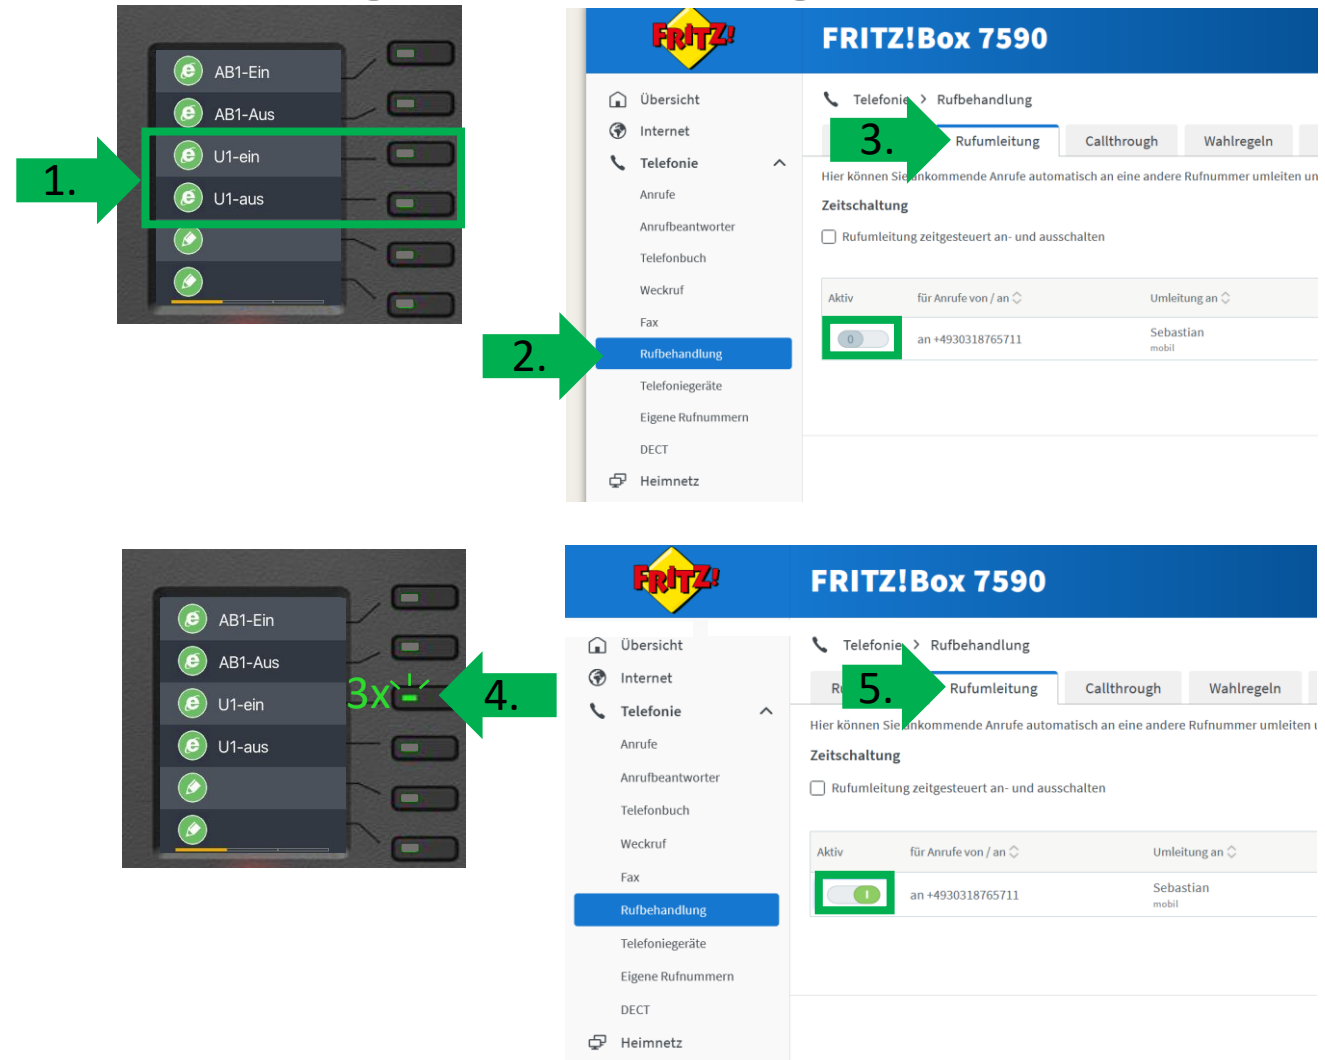 AB1-Ein
AB1-Aus
U1-ein
U1-aus
1.
FRITZ!
FRITZ!Box 7590
Übersicht
Internet
Telefonie
Anrufe
Anrufbeantworter
Telefonbuch
Weckruf
Fax
Rufbehandlung
Telefoniegeräte
Eigene Rufnummern
DECT
Heimnetz
2.
Telefonie > Rufbehandlung
3.
Rufumleitung Callthrough Wahlregeln
Hier können Sie ankommende Anrufe automatisch an eine andere Rufnummer umleiten
Zeitschaltung
Rufumleitung zeitgesteuert an- und ausschalten
Aktiv für Anrufe von / an Umleitung an
an +4930318765711 Sebastian
mobil
AB1-Ein
AB1-Aus
U1-ein
U1-aus
3x
4.
FRITZ!
FRITZ!Box 7590
Übersicht
Internet
Telefonie
Anrufe
Anrufbeantworter
Telefonbuch
Weckruf
Fax
Rufbehandlung
Telefoniegeräte
Eigene Rufnummern
DECT
Heimnetz
Telefonie > Rufbehandlung
5.
Rufumleitung Callthrough Wahlregeln
Hier können Sie ankommende Anrufe automatisch an eine andere Rufnummer umleiten
Zeitschaltung
Rufumleitung zeitgesteuert an- und ausschalten
Aktiv für Anrufe von / an Umleitung an
an +4930318765711 Sebastian
mobil